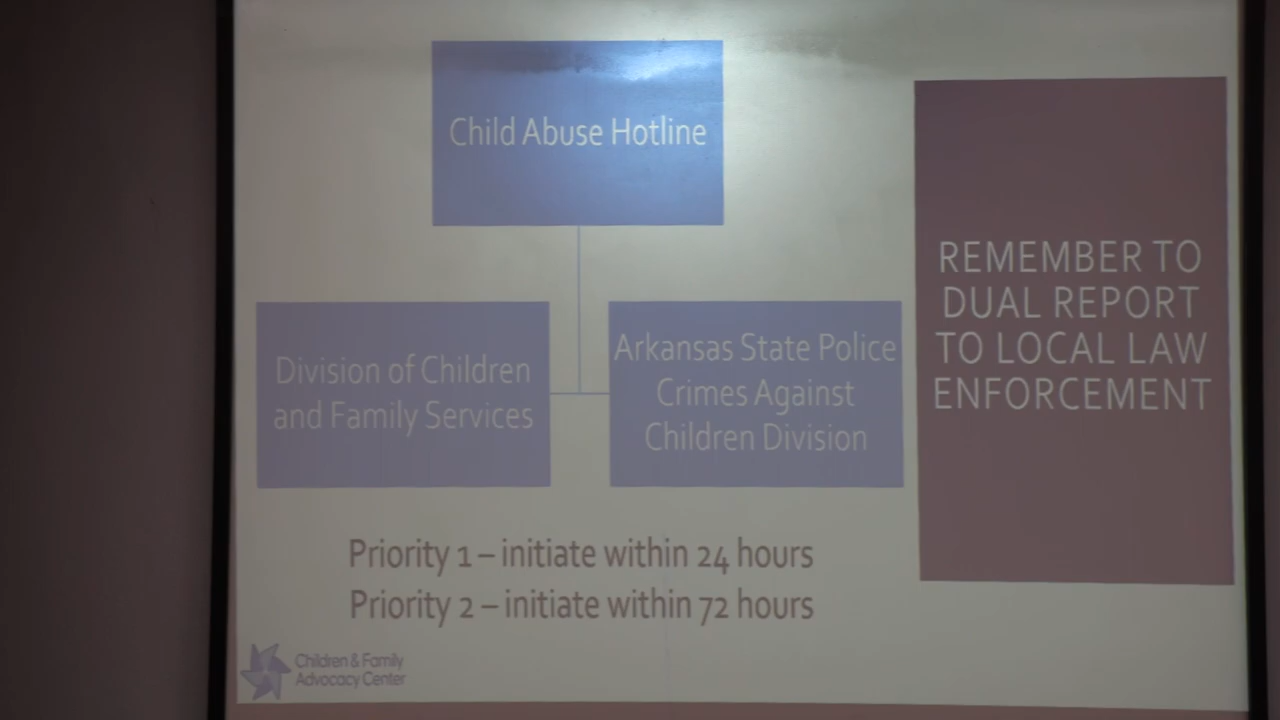 Child Abuse Hotline
Division of Children
and Family Services
Arkansas State Police
Crimes Against
Children Division
REMEMBER TO
DUAL REPORT
TO LOCAL LAW
ENFORCEMENT
Priority 1 – initiate within 24 hours
Priority 2 – initiate within 72 hours
Children & Family
Advocacy Center